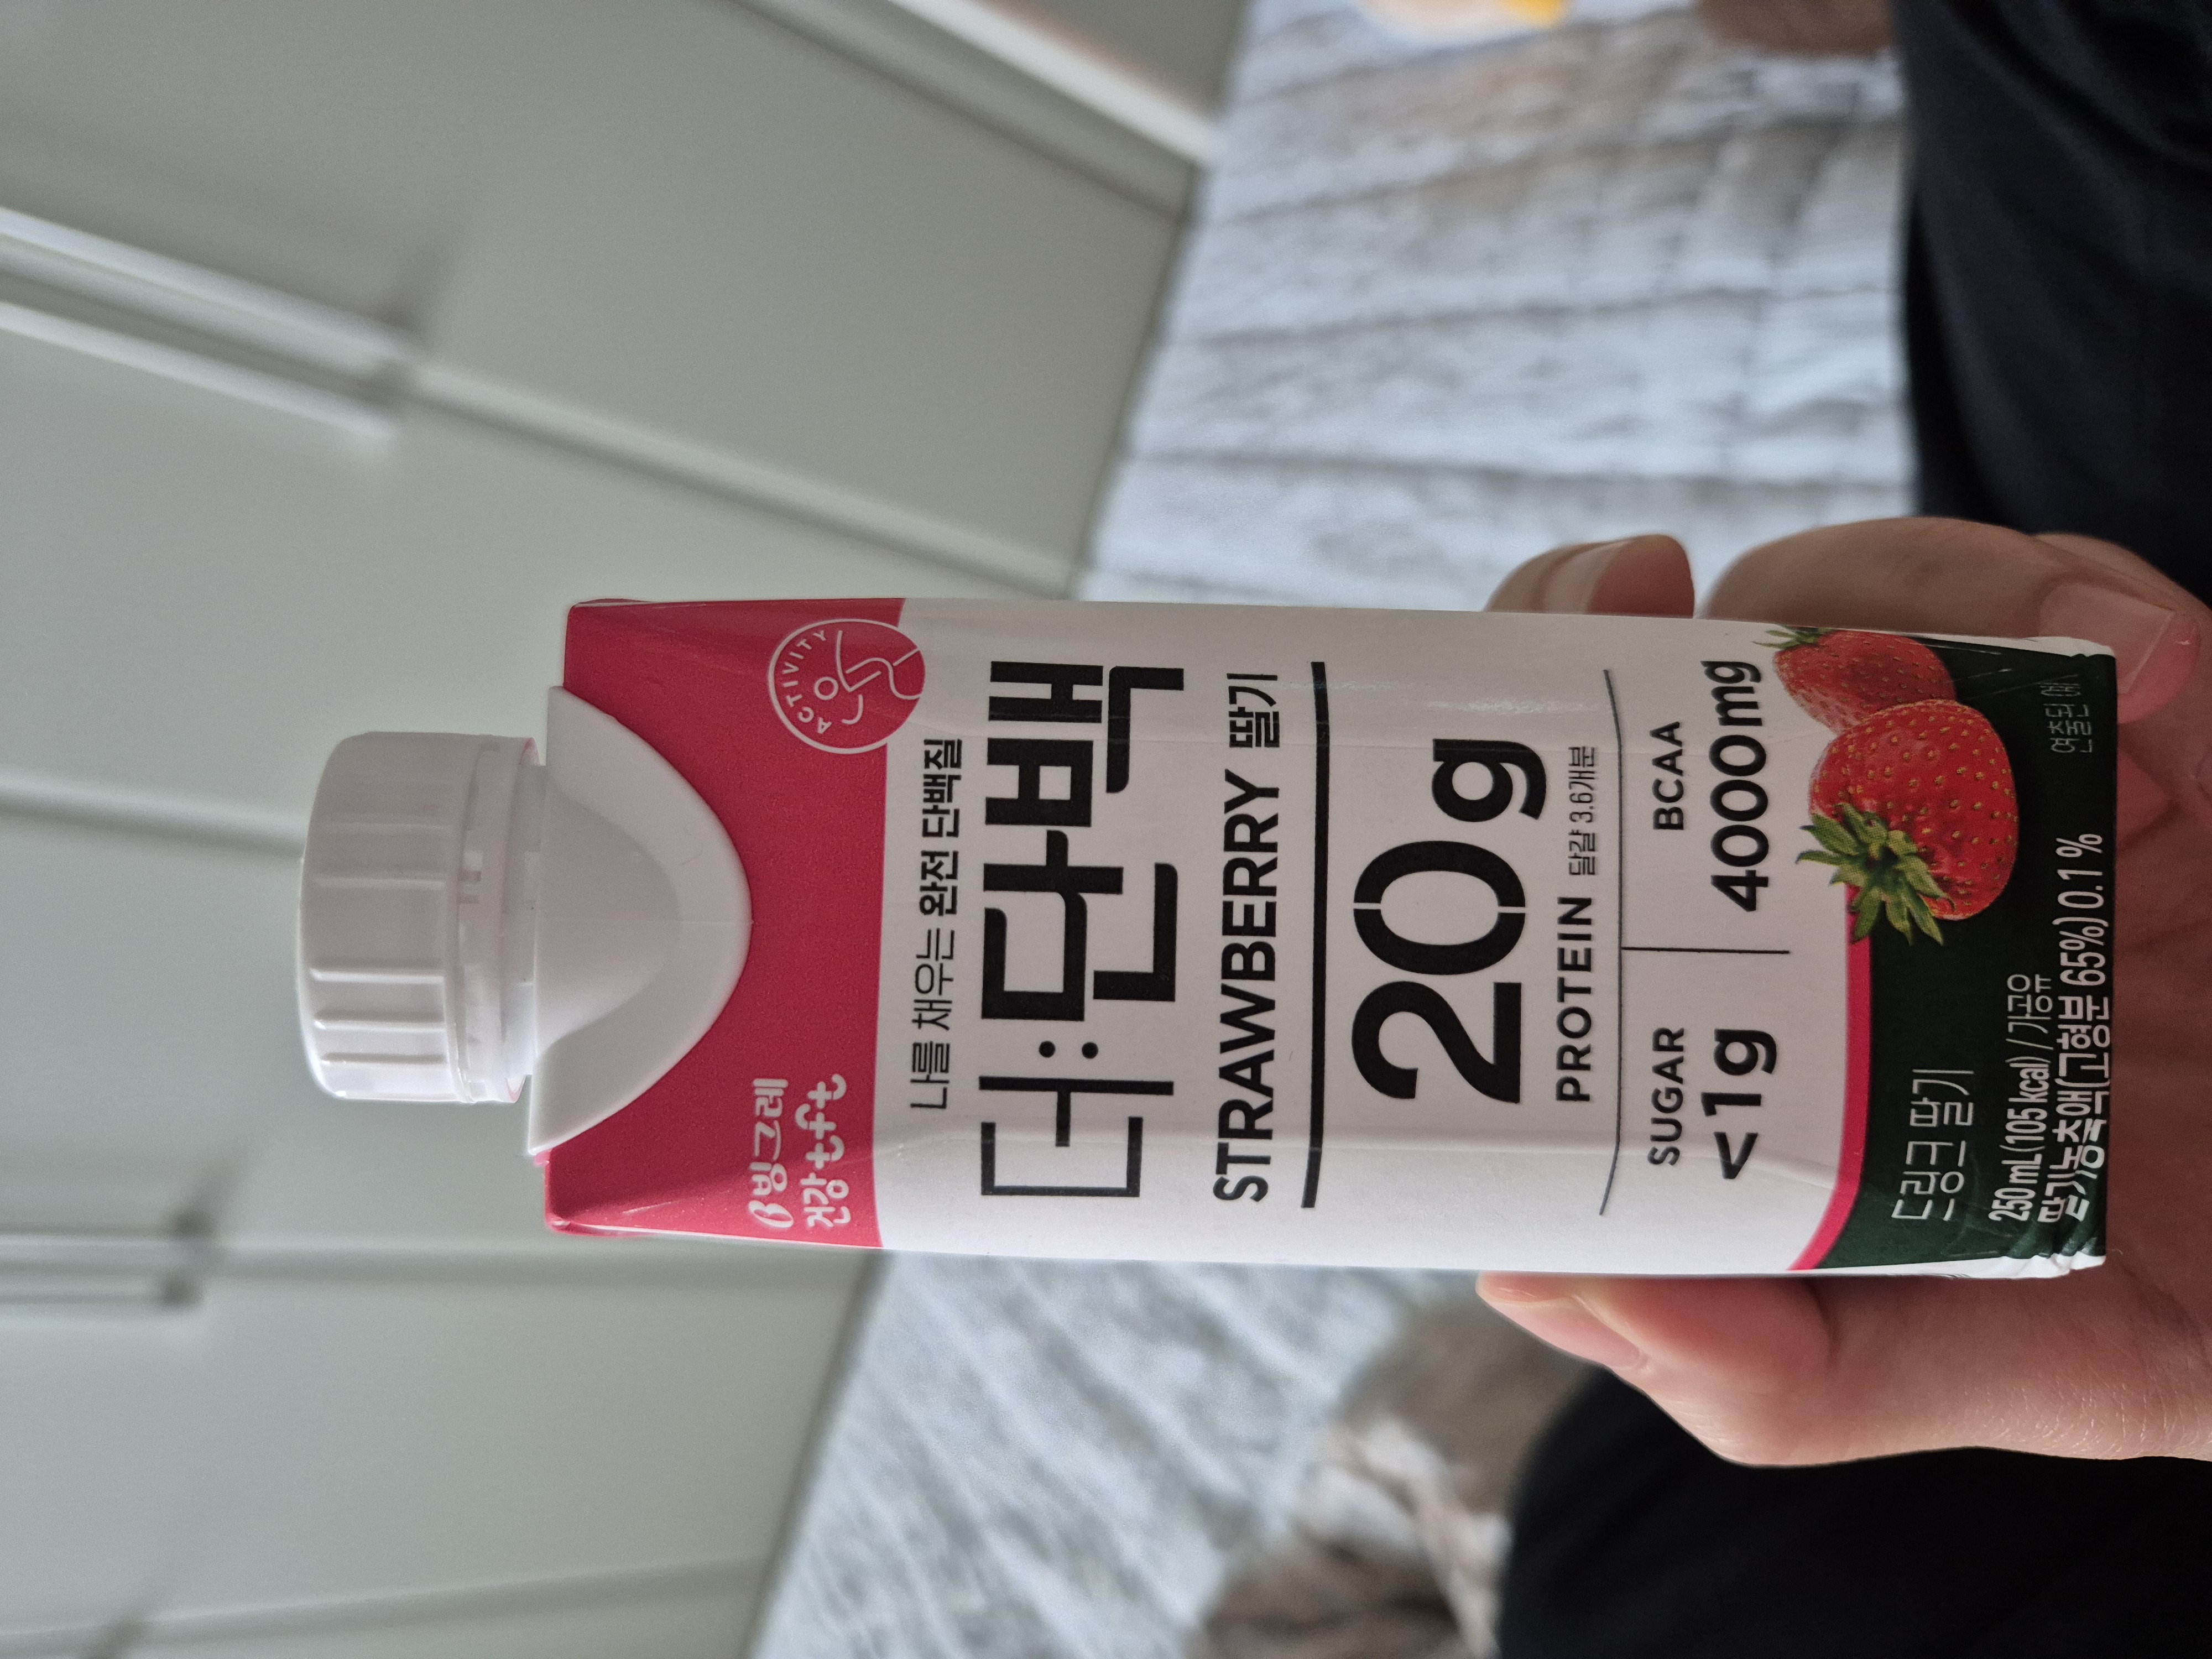 빙그레
건강tft
ACTIVITY
나를 채우는 완전 단백질
더:단백
STRAWBERRY 딸기
20g
PROTEIN 달걀 3.6개분
SUGAR
<1g
BCAA
4000mg
드링크 딸기
250 mL(105 kcal) / 가공유
딸기농축액(고형분 65%) 0.1 %
연출된